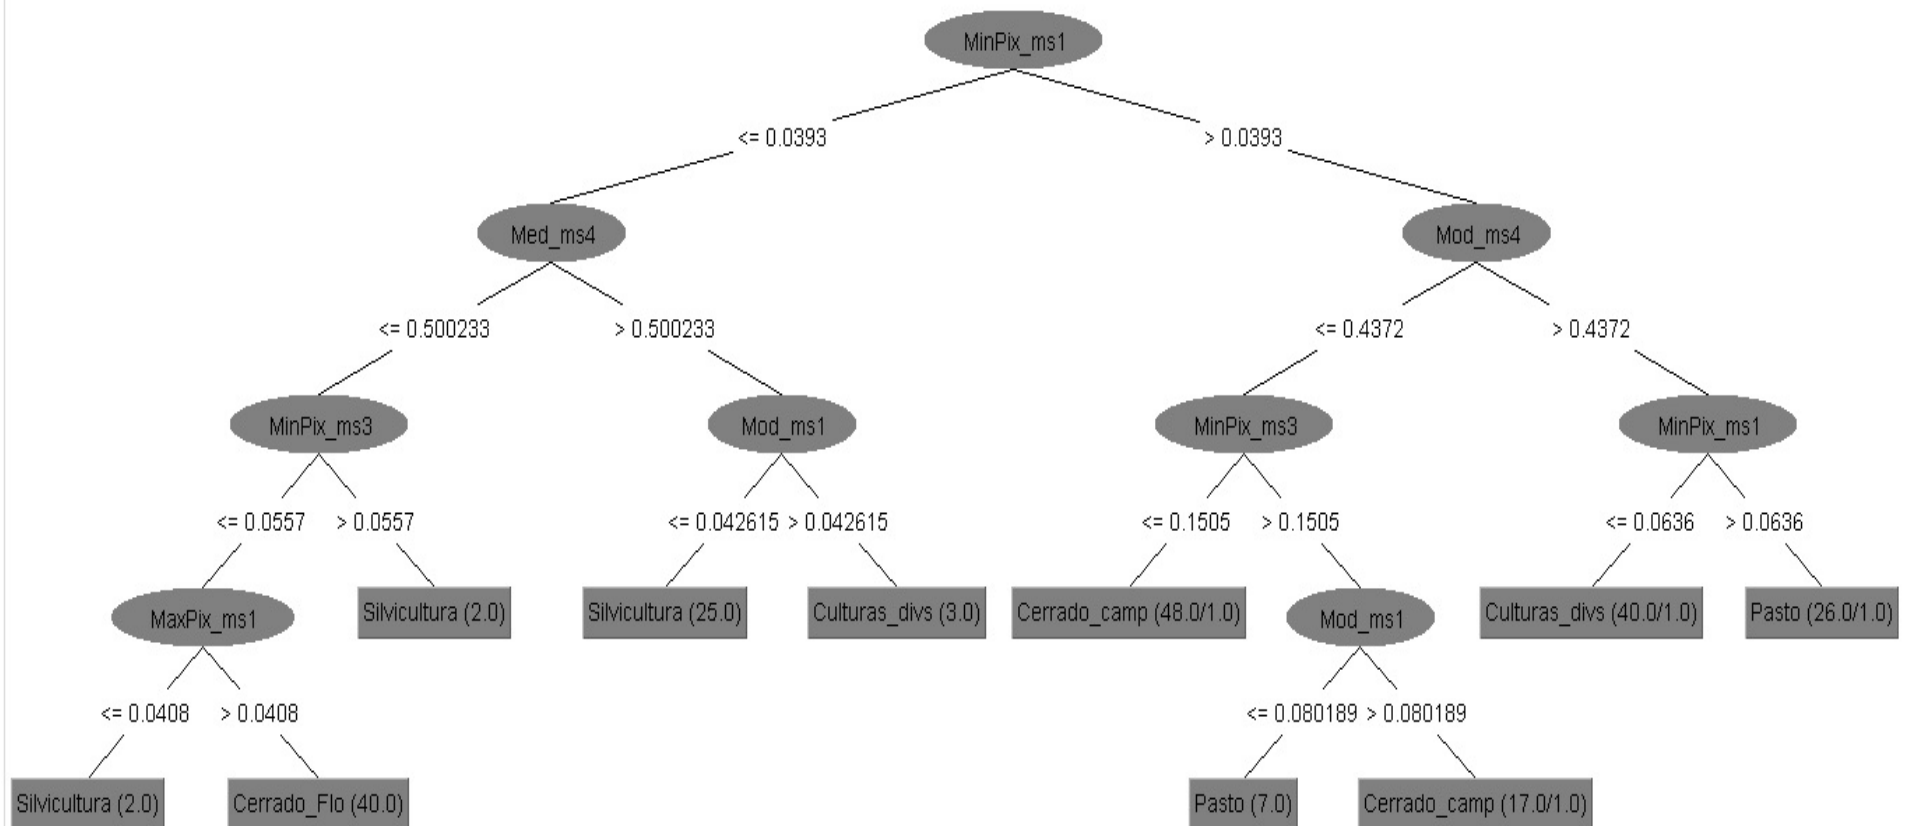 MinPix_ms1
<= 0.0393
> 0.0393
Med_ms4
Mod_ms4
<= 0.500233
> 0.500233
<= 0.4372
> 0.4372
MinPix_ms3
Mod_ms1
MinPix_ms3
MinPix_ms1
<= 0.0557
> 0.0557
<= 0.042615
> 0.042615
<= 0.1505
> 0.1505
<= 0.0636
> 0.0636
MaxPix_ms1
Silvicultura (2.0)
Silvicultura (25.0)
Culturas_divs (3.0)
Cerrado_camp (48.0/1.0)
Mod_ms1
Culturas_divs (40.0/1.0)
Pasto (26.0/1.0)
<= 0.0408
> 0.0408
<= 0.080189
> 0.080189
Silvicultura (2.0)
Cerrado_Flo (40.0)
Pasto (7.0)
Cerrado_camp (17.0/1.0)